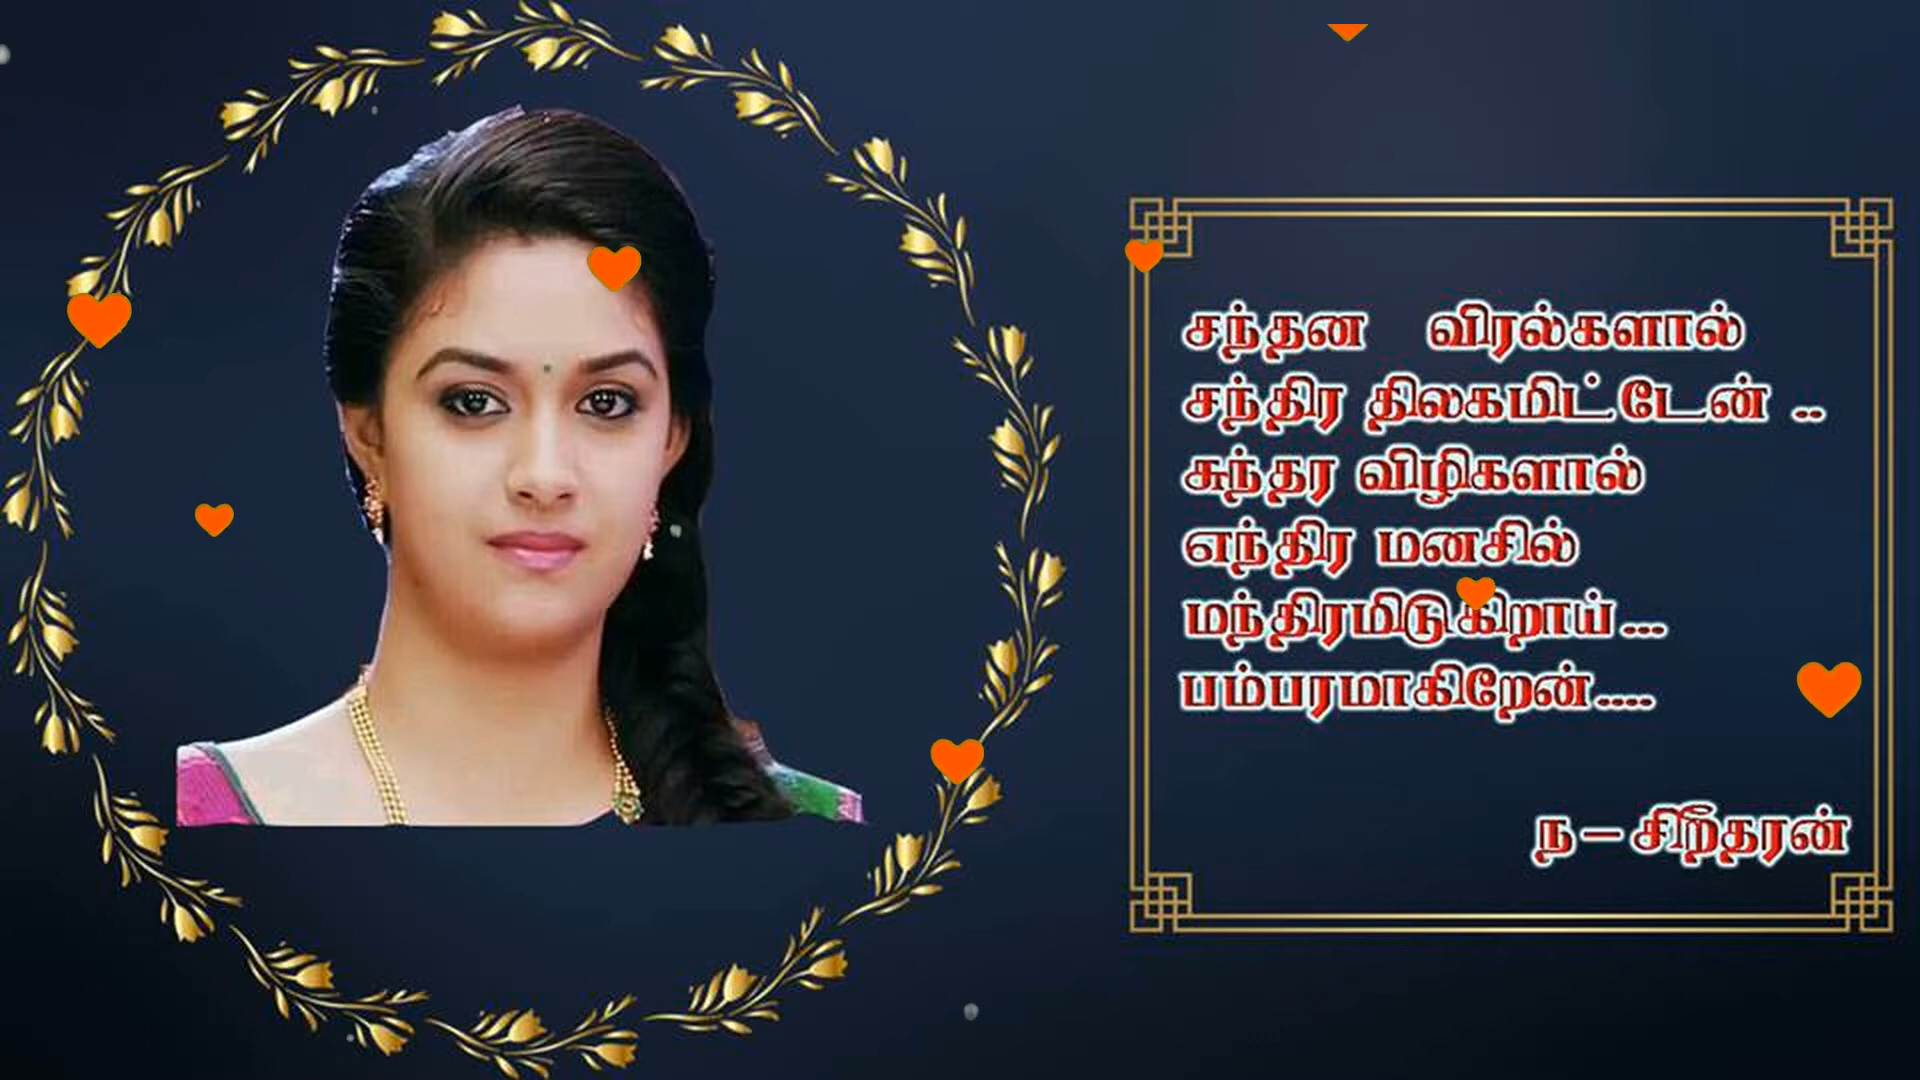 சந்தன விரல்களால்
சந்திர திலகமிட்டேன் ..
சுந்தர விழிகளால்
எந்திர மனசில்
மந்திரமிடுகிறாய்...
பம்பரமாகிறேன்....
ந - சிறீதரன்